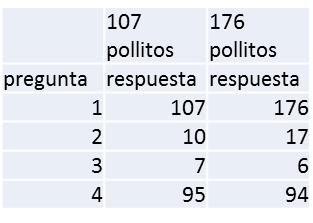 107 pollitos 176 pollitos
pregunta respuesta respuesta
1 107 176
2 10 17
3 7 6
4 95 94